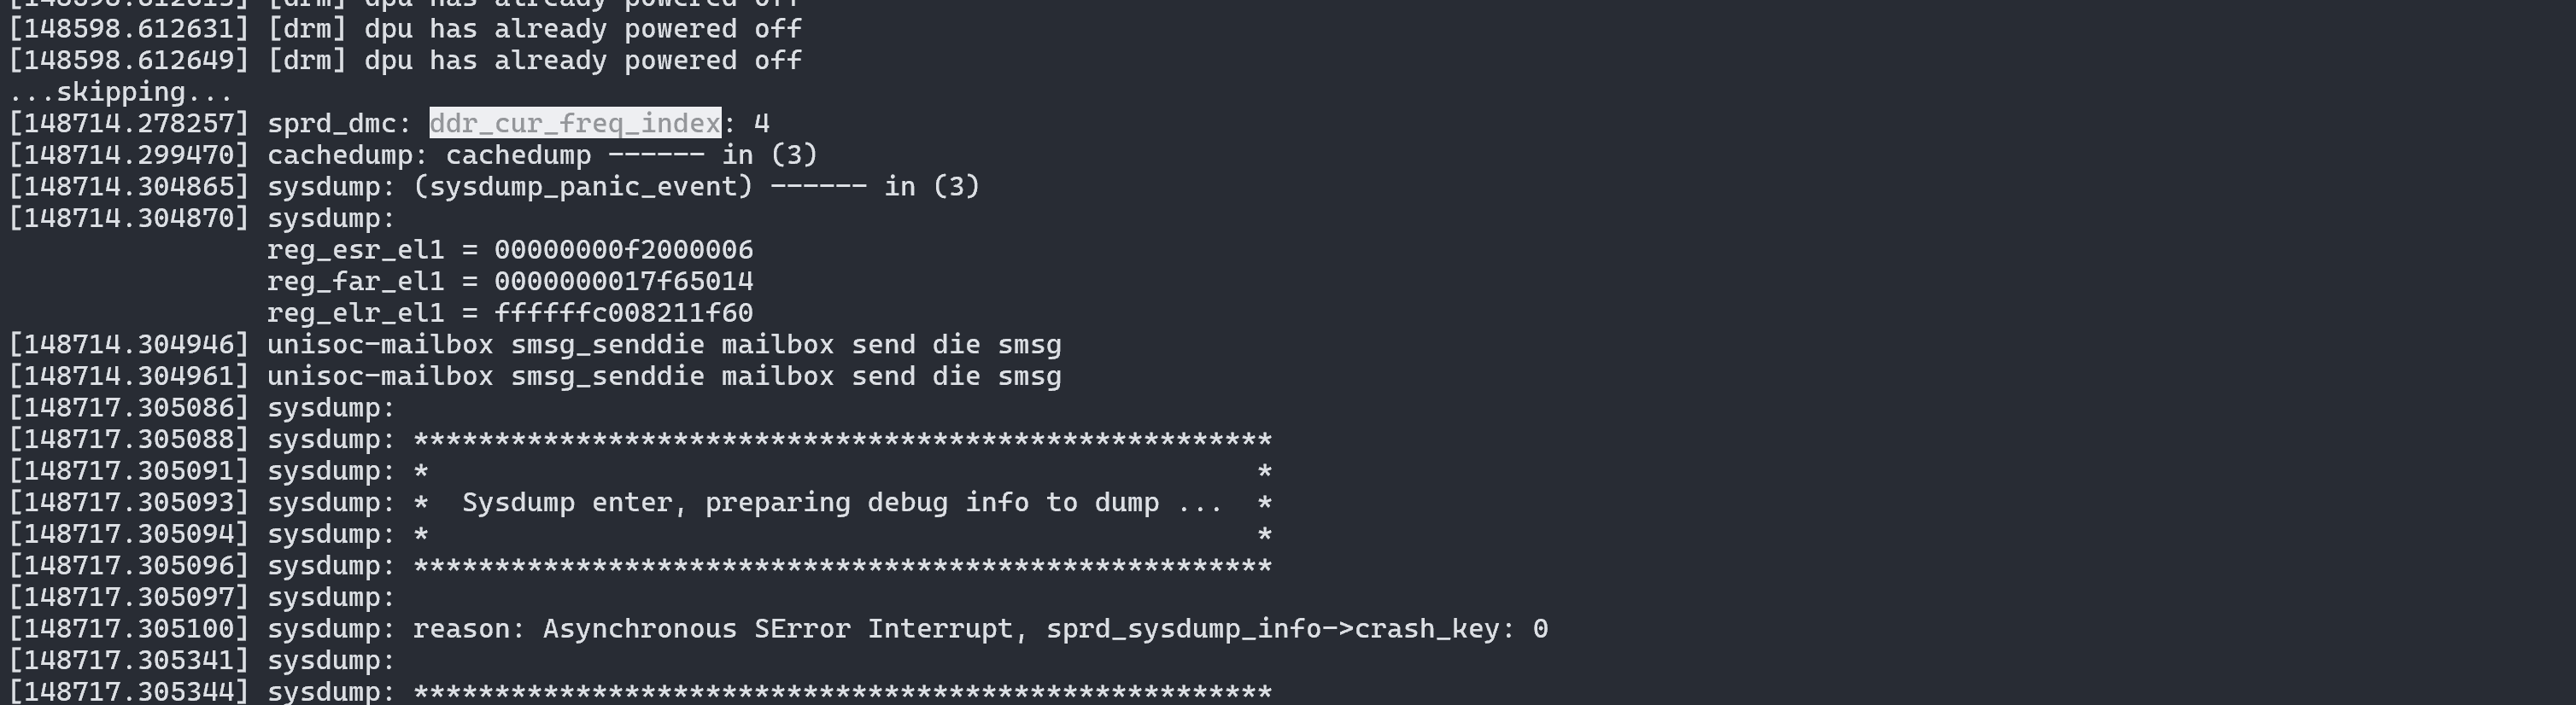 [148598.612615] [drm] dpu has already powered off
[148598.612631] [drm] dpu has already powered off
[148598.612649] [drm] dpu has already powered off
...skipping...
[148714.278257] sprd_dmc: ddr_cur_freq_index: 4
[148714.299470] cachedump: cachedump ------ in (3)
[148714.304865] sysdump: (sysdump_panic_event) ------ in (3)
[148714.304870] sysdump:
reg_esr_el1 = 00000000f2000006
reg_far_el1 = 0000000017f65014
reg_elr_el1 = ffffffc008211f60
[148714.304946] unisoc-mailbox smsg_senddie mailbox send die smsg
[148714.304961] unisoc-mailbox smsg_senddie mailbox send die smsg
[148717.305086] sysdump:
[148717.305088] sysdump: *****************************************************
[148717.305091] sysdump: *                                                   *
[148717.305093] sysdump: *  Sysdump enter, preparing debug info to dump ...  *
[148717.305094] sysdump: *                                                   *
[148717.305096] sysdump: *****************************************************
[148717.305097] sysdump:
[148717.305100] sysdump: reason: Asynchronous SError Interrupt, sprd_sysdump_info->crash_key: 0
[148717.305341] sysdump:
[148717.305344] sysdump: *****************************************************